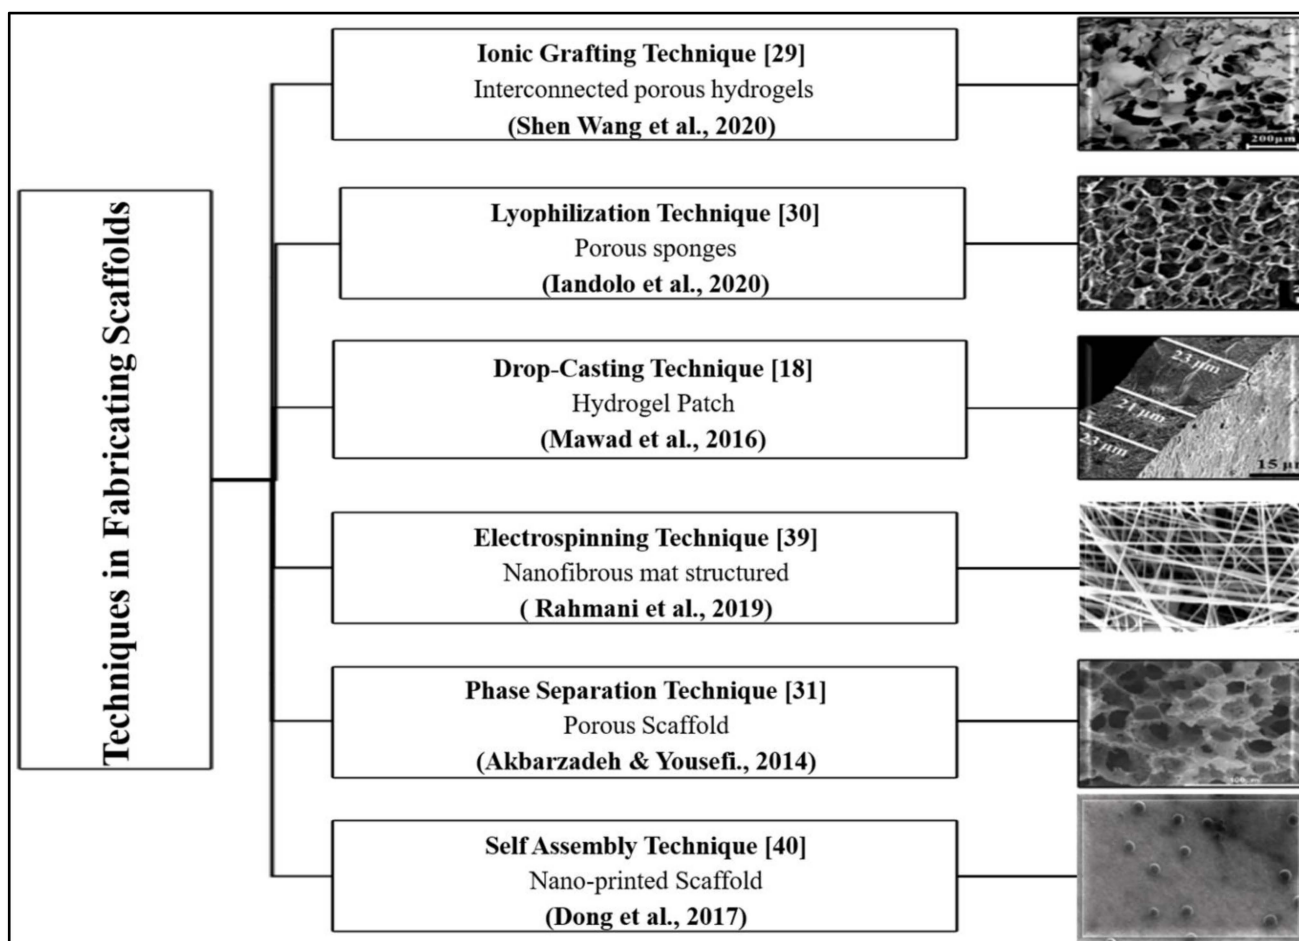 Techniques in Fabricating Scaffolds
Ionic Grafting Technique [29]
Interconnected porous hydrogels
(Shen Wang et al., 2020)
200μm
Lyophilization Technique [30]
Porous sponges
(Iandolo et al., 2020)
Drop-Casting Technique [18]
Hydrogel Patch
(Mawad et al., 2016)
23 μm
21 μm
23 μm
15 μm
Electrospinning Technique [39]
Nanofibrous mat structured
( Rahmani et al., 2019)
Phase Separation Technique [31]
Porous Scaffold
(Akbarzadeh & Yousefi., 2014)
Self Assembly Technique [40]
Nano-printed Scaffold
(Dong et al., 2017)